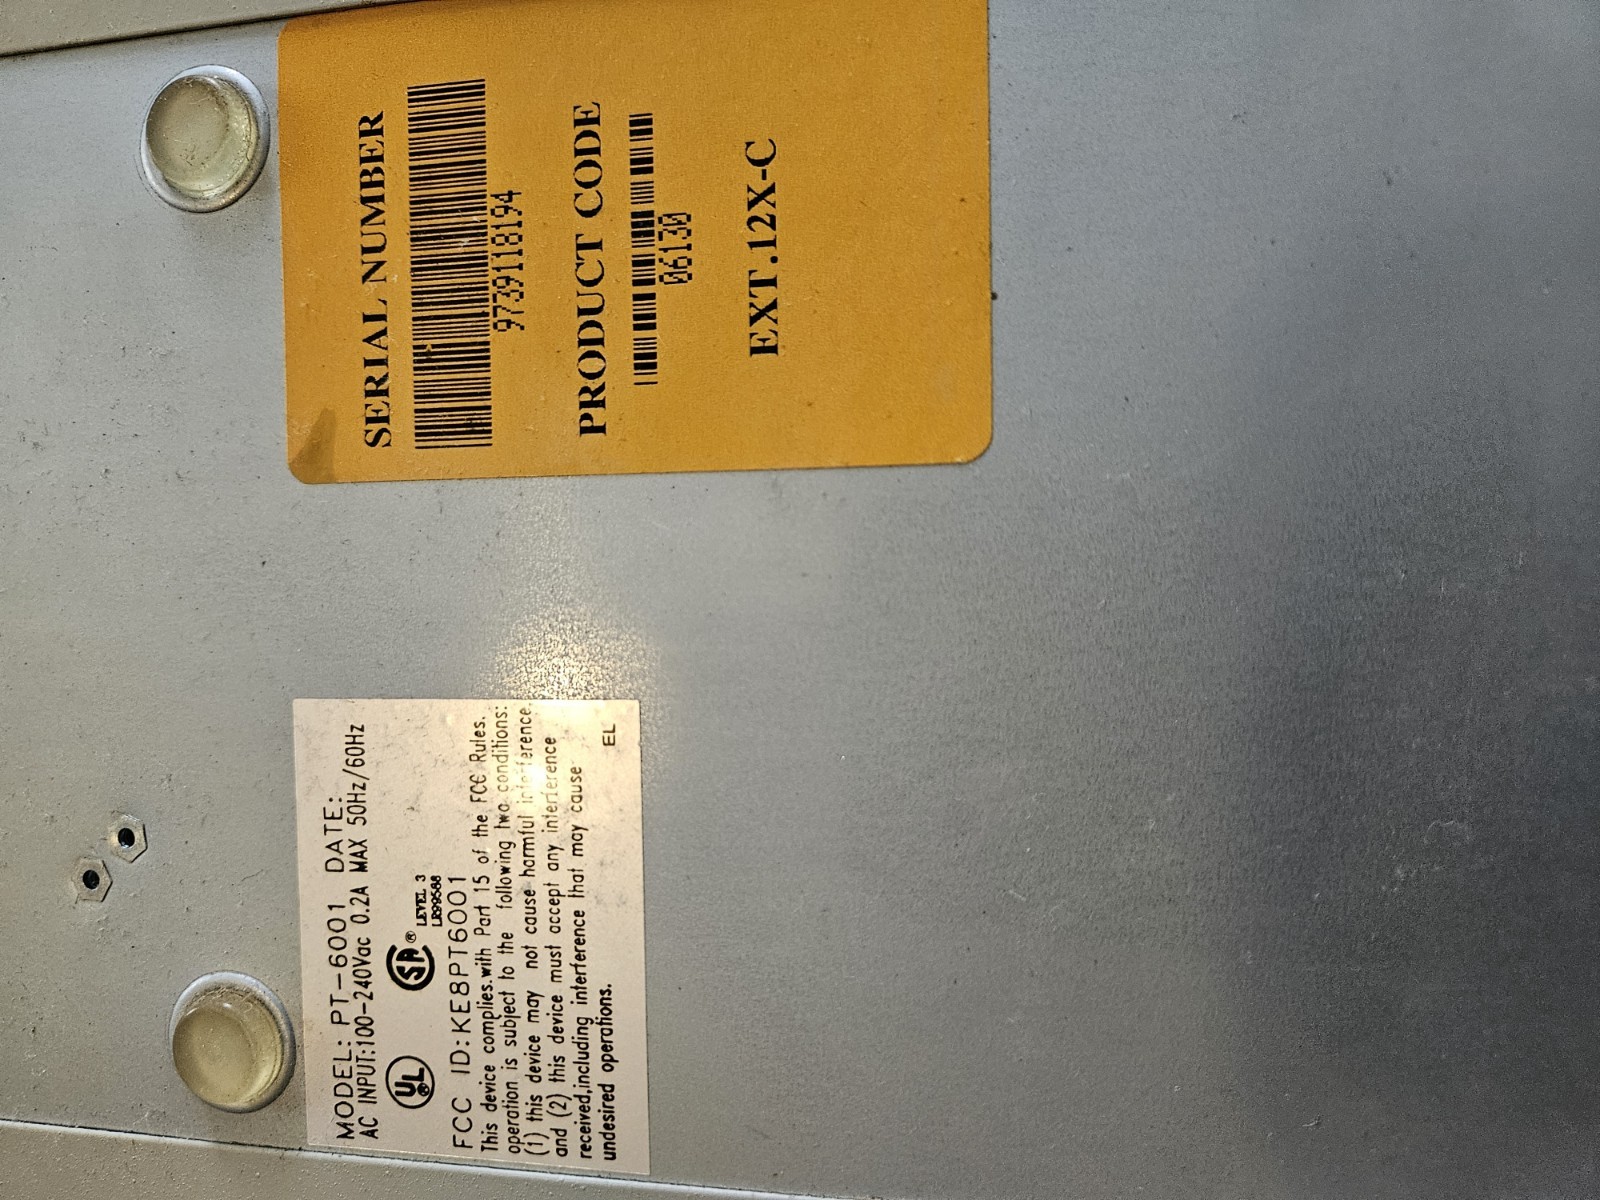 SERIAL NUMBER
9739118194
PRODUCT CODE
06130
EXT.12X-C
MODEL: PT-6001 DATE:
AC INPUT:100-240Vac 0.2A MAX 50Hz/60Hz
UL SA ® LEVEL 3
LR99588
FCC ID:KE8PT6001
This device complies.with Part 15 of the FCC Rules.
operation is subject to the following two conditions:
(1) this device may not cause harmful interference.
and (2) this device must accept any interference
received,including interference that may cause
undesired operations.
EL